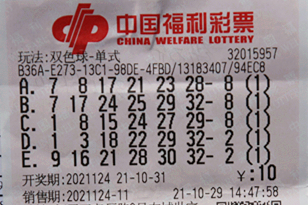 中国福利彩票
CHINA WELFARE LOTTERY
玩法:双色球-单式 32015957
B36A-E273-13C1-98DE-4FBD/13183407/94EC8
A. 7 8 17 21 23 28- 8 (1)
B. 7 17 24 25 29 32- 8 (1)
C. 1 8 15 24 27 29- 8 (1)
D. 1 3 18 22 29 32- 2 (1)
E. 9 16 21 28 30 32- 8 (1)
¥:10
开奖期:2021124 21-10-31
销售期:2021124-11 21-10-29 14:47:58